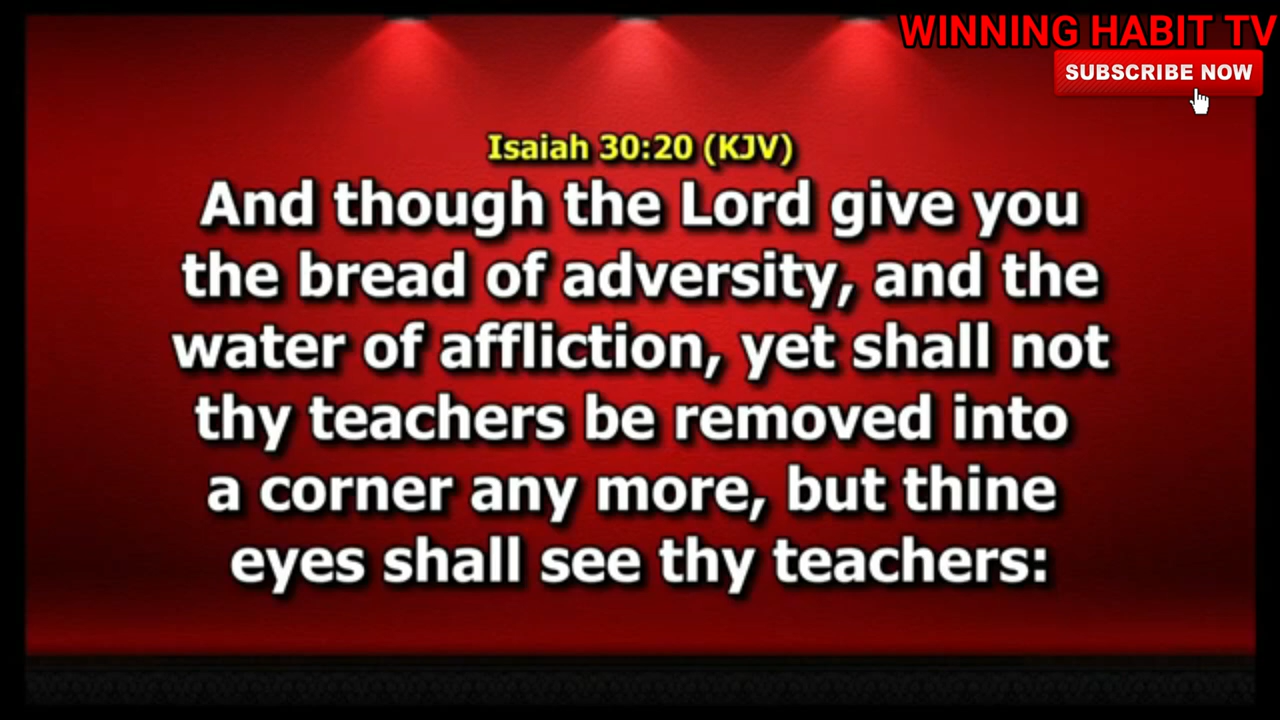 WINNING HABIT TV
SUBSCRIBE NOW
Isaiah 30:20 (KJV)
And though the Lord give you
the bread of adversity, and the
water of affliction, yet shall not
thy teachers be removed into
a corner any more, but thine
eyes shall see thy teachers: